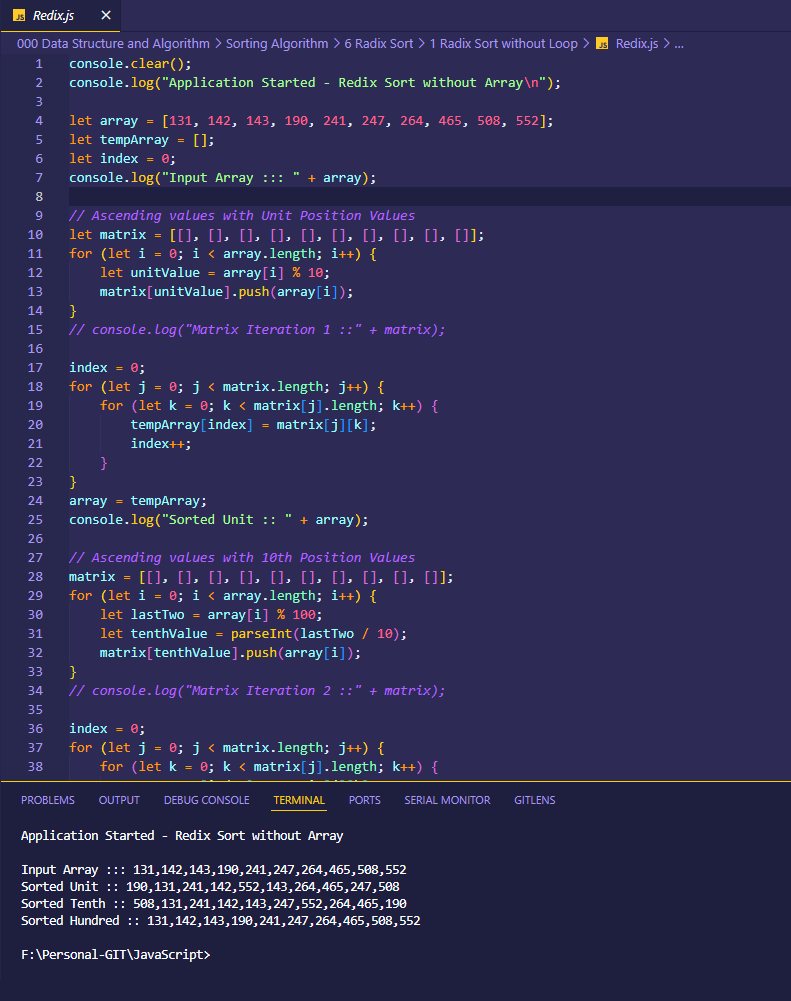 JS Redix.js ×
000 Data Structure and Algorithm > Sorting Algorithm > 6 Radix Sort > 1 Radix Sort without Loop > JS Redix.js > ...
1 console.clear();
2 console.log("Application Started - Redix Sort without Array\n");
3
4 let array = [131, 142, 143, 190, 241, 247, 264, 465, 508, 552];
5 let tempArray = [];
6 let index = 0;
7 console.log("Input Array ::: " + array);
8
9 // Ascending values with Unit Position Values
10 let matrix = [[], [], [], [], [], [], [], [], [], []];
11 for (let i = 0; i < array.length; i++) {
12     let unitValue = array[i] % 10;
13     matrix[unitValue].push(array[i]);
14 }
15 // console.log("Matrix Iteration 1 ::" + matrix);
16
17 index = 0;
18 for (let j = 0; j < matrix.length; j++) {
19     for (let k = 0; k < matrix[j].length; k++) {
20         tempArray[index] = matrix[j][k];
21         index++;
22     }
23 }
24 array = tempArray;
25 console.log("Sorted Unit :: " + array);
26
27 // Ascending values with 10th Position Values
28 matrix = [[], [], [], [], [], [], [], [], [], []];
29 for (let i = 0; i < array.length; i++) {
30     let lastTwo = array[i] % 100;
31     let tenthValue = parseInt(lastTwo / 10);
32     matrix[tenthValue].push(array[i]);
33 }
34 // console.log("Matrix Iteration 2 ::" + matrix);
35
36 index = 0;
37 for (let j = 0; j < matrix.length; j++) {
38     for (let k = 0; k < matrix[j].length; k++) {
PROBLEMS OUTPUT DEBUG CONSOLE TERMINAL PORTS SERIAL MONITOR GITLENS
Application Started - Redix Sort without Array
Input Array ::: 131,142,143,190,241,247,264,465,508,552
Sorted Unit :: 190,131,241,142,552,143,264,465,247,508
Sorted Tenth :: 508,131,241,142,143,247,552,264,465,190
Sorted Hundred :: 131,142,143,190,241,247,264,465,508,552
F:\Personal-GIT\JavaScript>